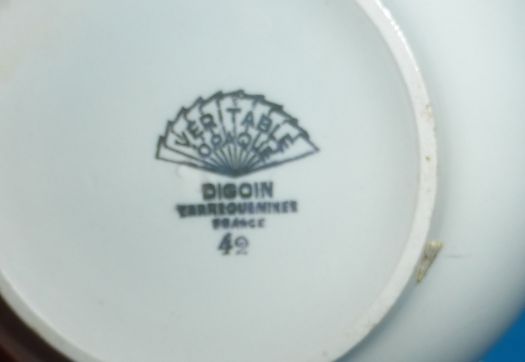 VERITABLE
OPAQUE
DIGOIN
SARREGUEMINES
FRANCE
42